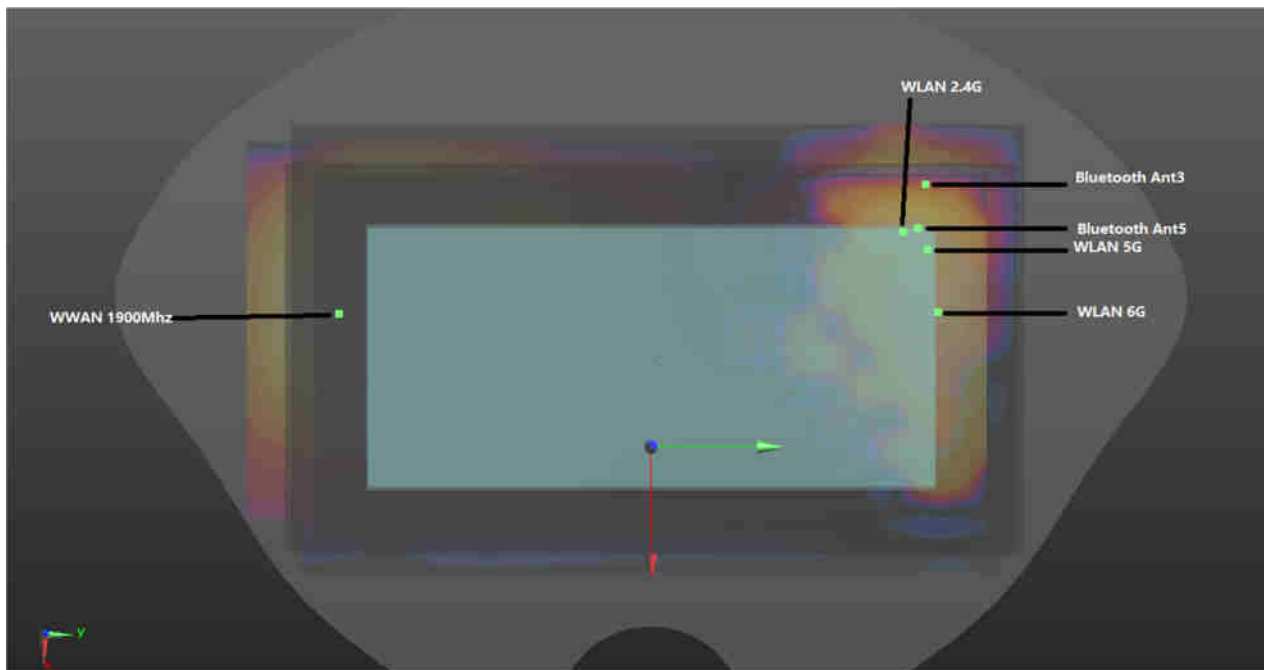 WLAN 2.4G
Bluetooth Ant3
Bluetooth Ant5
WLAN 5G
WWAN 1900Mhz
WLAN 6G
y